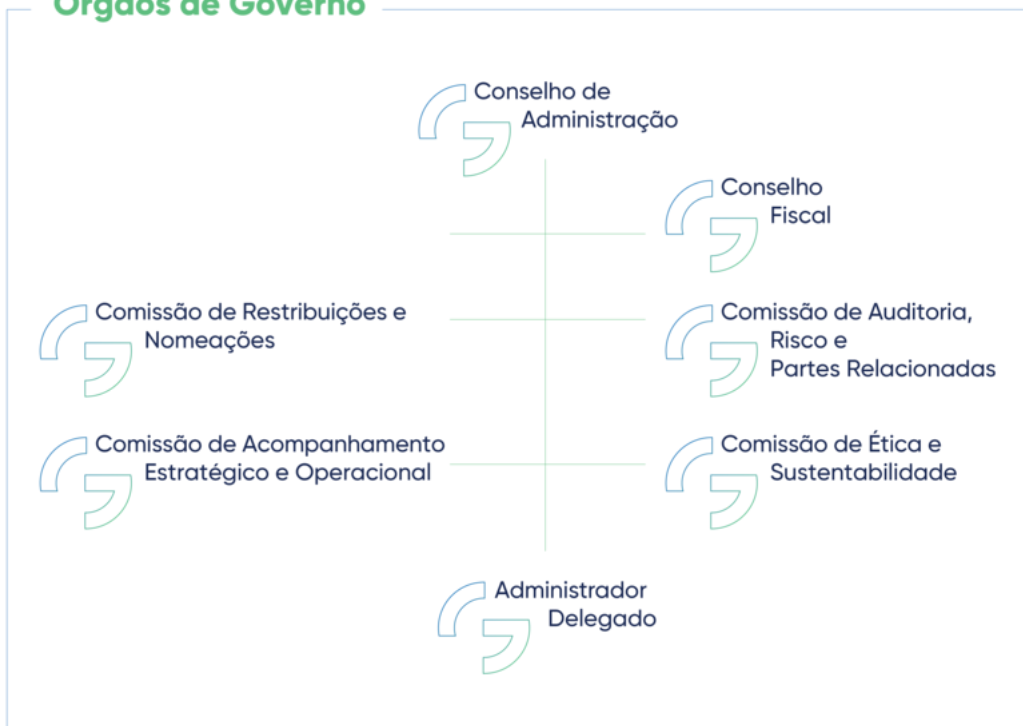 Órgãos de Governo
Conselho de
Administração
Conselho
Fiscal
Comissão de Restribuições e
Nomeações
Comissão de Auditoria,
Risco e
Partes Relacionadas
Comissão de Acompanhamento
Estratégico e Operacional
Comissão de Ética e
Sustentabilidade
Administrador
Delegado